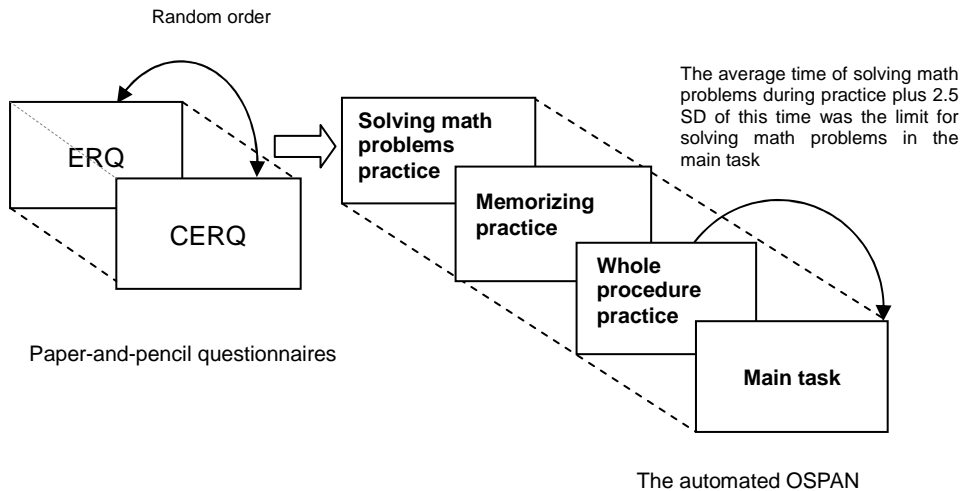 Random order
ERQ
CERQ
Paper-and-pencil questionnaires
Solving math
problems
practice
Memorizing
practice
Whole
procedure
practice
Main task
The average time of solving math
problems during practice plus 2.5
SD of this time was the limit for
solving math problems in the
main task
The automated OSPAN